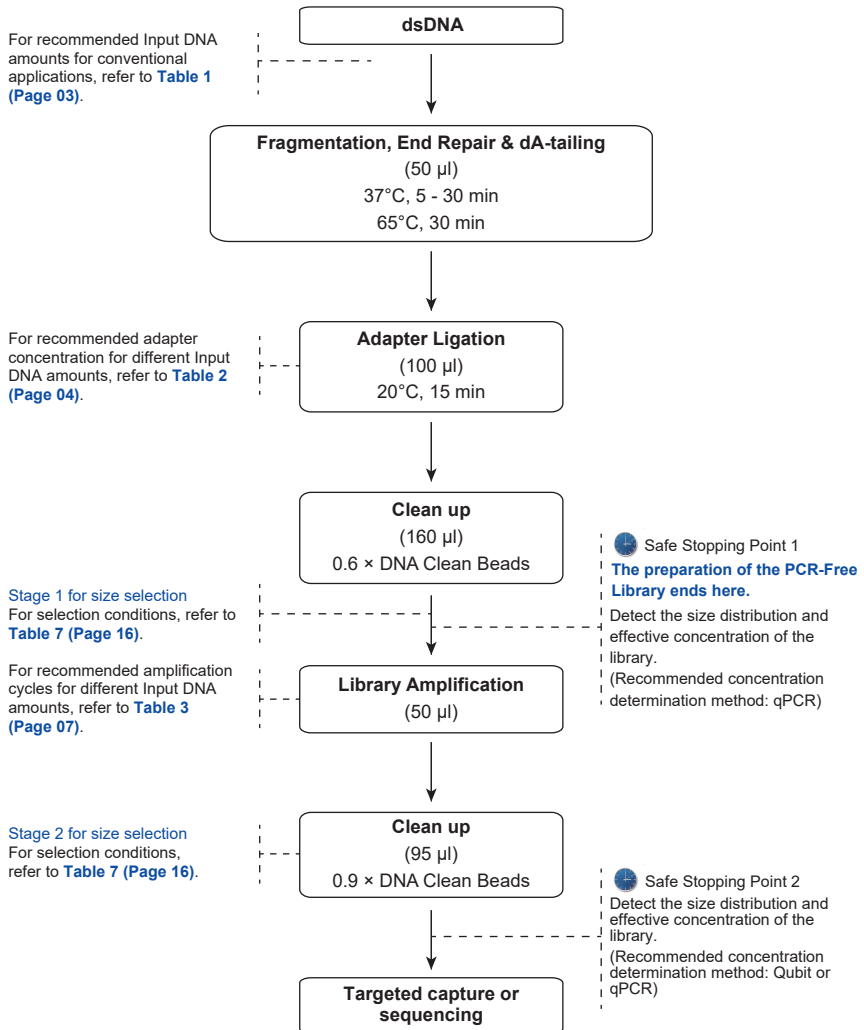 dsDNA
For recommended Input DNA
amounts for conventional
applications, refer to Table 1
(Page 03).
Fragmentation, End Repair & dA-tailing
(50 µl)
37°C, 5 - 30 min
65°C, 30 min
For recommended adapter
concentration for different Input
DNA amounts, refer to Table 2
(Page 04).
Adapter Ligation
(100 µl)
20°C, 15 min
Clean up
(160 µl)
0.6 × DNA Clean Beads
Safe Stopping Point 1
The preparation of the PCR-Free
Library ends here.
Detect the size distribution and
effective concentration of the
library.
(Recommended concentration
determination method: qPCR)
Stage 1 for size selection
For selection conditions, refer to
Table 7 (Page 16).
For recommended amplification
cycles for different Input DNA
amounts, refer to Table 3
(Page 07).
Library Amplification
(50 µl)
Stage 2 for size selection
For selection conditions,
refer to Table 7 (Page 16).
Clean up
(95 µl)
0.9 × DNA Clean Beads
Safe Stopping Point 2
Detect the size distribution and
effective concentration of the
library.
(Recommended concentration
determination method: Qubit or
qPCR)
Targeted capture or
sequencing